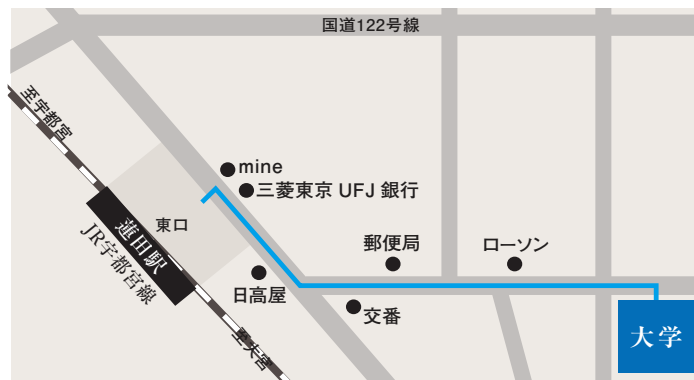 国道122号線
至宇都宮
mine
三菱東京 UFJ 銀行
東口
蓮田駅
JR宇都宮線
郵便局
ローソン
日高屋
交番
至大宮
大学